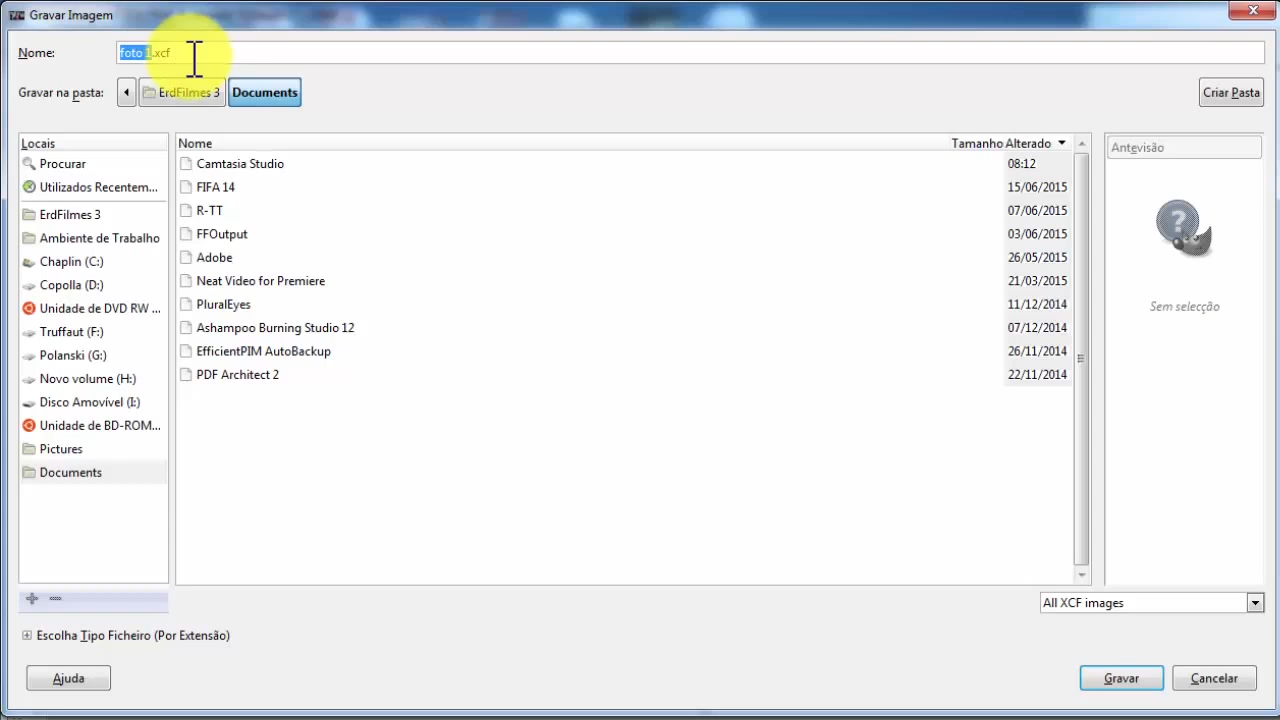 Gravar Imagem
Nome: foto 1.xcf
Gravar na pasta: ErdFilmes 3 Documents Criar Pasta
Locais
Procurar
Utilizados Recentem...
ErdFilmes 3
Ambiente de Trabalho
Chaplin (C:)
Copolla (D:)
Unidade de DVD RW ...
Truffaut (F:)
Polanski (G:)
Novo volume (H:)
Disco Amovível (I:)
Unidade de BD-ROM...
Pictures
Documents
Nome Tamanho Alterado
Camtasia Studio 08:12
FIFA 14 15/06/2015
R-TT 07/06/2015
FFOutput 03/06/2015
Adobe 26/05/2015
Neat Video for Premiere 21/03/2015
PluralEyes 11/12/2014
Ashampoo Burning Studio 12 07/12/2014
EfficientPIM AutoBackup 26/11/2014
PDF Architect 2 22/11/2014
Antevisão
Sem selecção
All XCF images
Escolha Tipo Ficheiro (Por Extensão)
Ajuda Gravar Cancelar